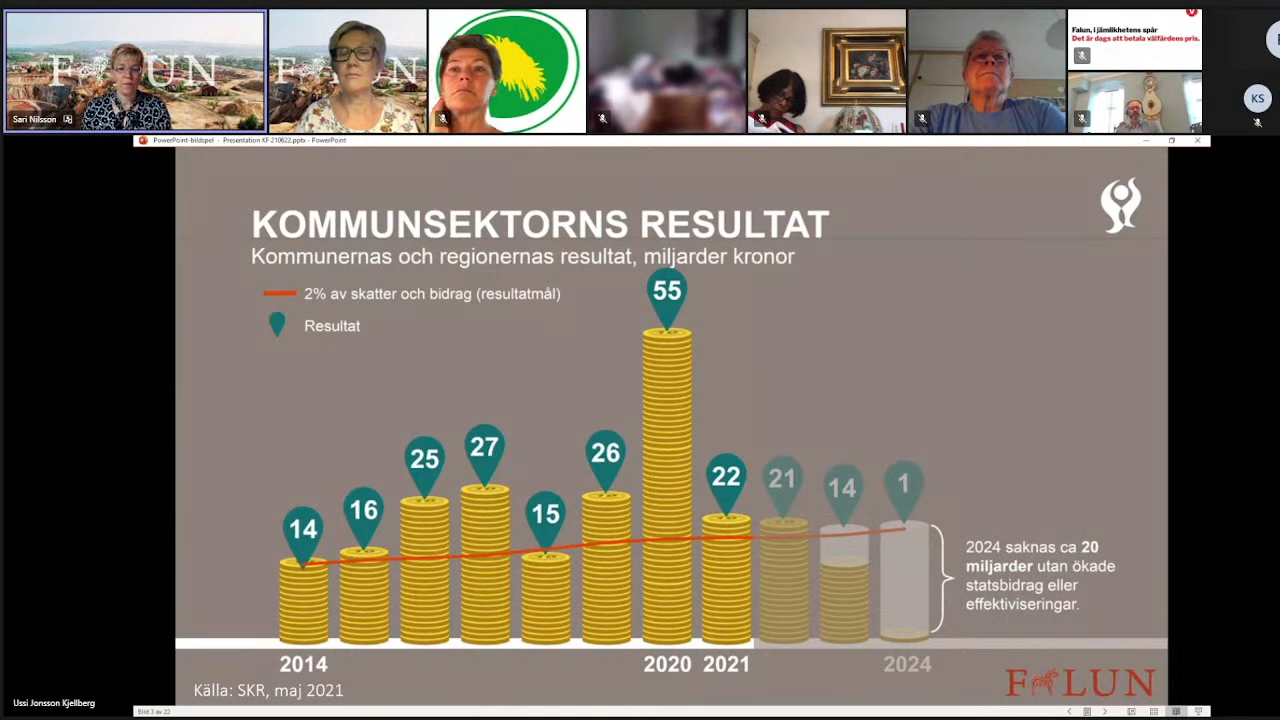 Falun, i jämlikhetens spår
Det är dags att betala välfärdens pris.
FALUN
FALUN
Sari Nilsson
KS
PowerPoint-bildspel - Presentation KF 210622.pptx - PowerPoint
KOMMUNSEKTORNS RESULTAT
Kommunernas och regionernas resultat, miljarder kronor
2% av skatter och bidrag (resultatmål)
Resultat
14
16
25
27
15
26
55
22
21
14
1
2024 saknas ca 20
miljarder utan ökade
statsbidrag eller
effektiviseringar.
2014
2020
2021
2024
Källa: SKR, maj 2021
FALUN
Ussi Jonsson Kjellberg
Bild 3 av 22